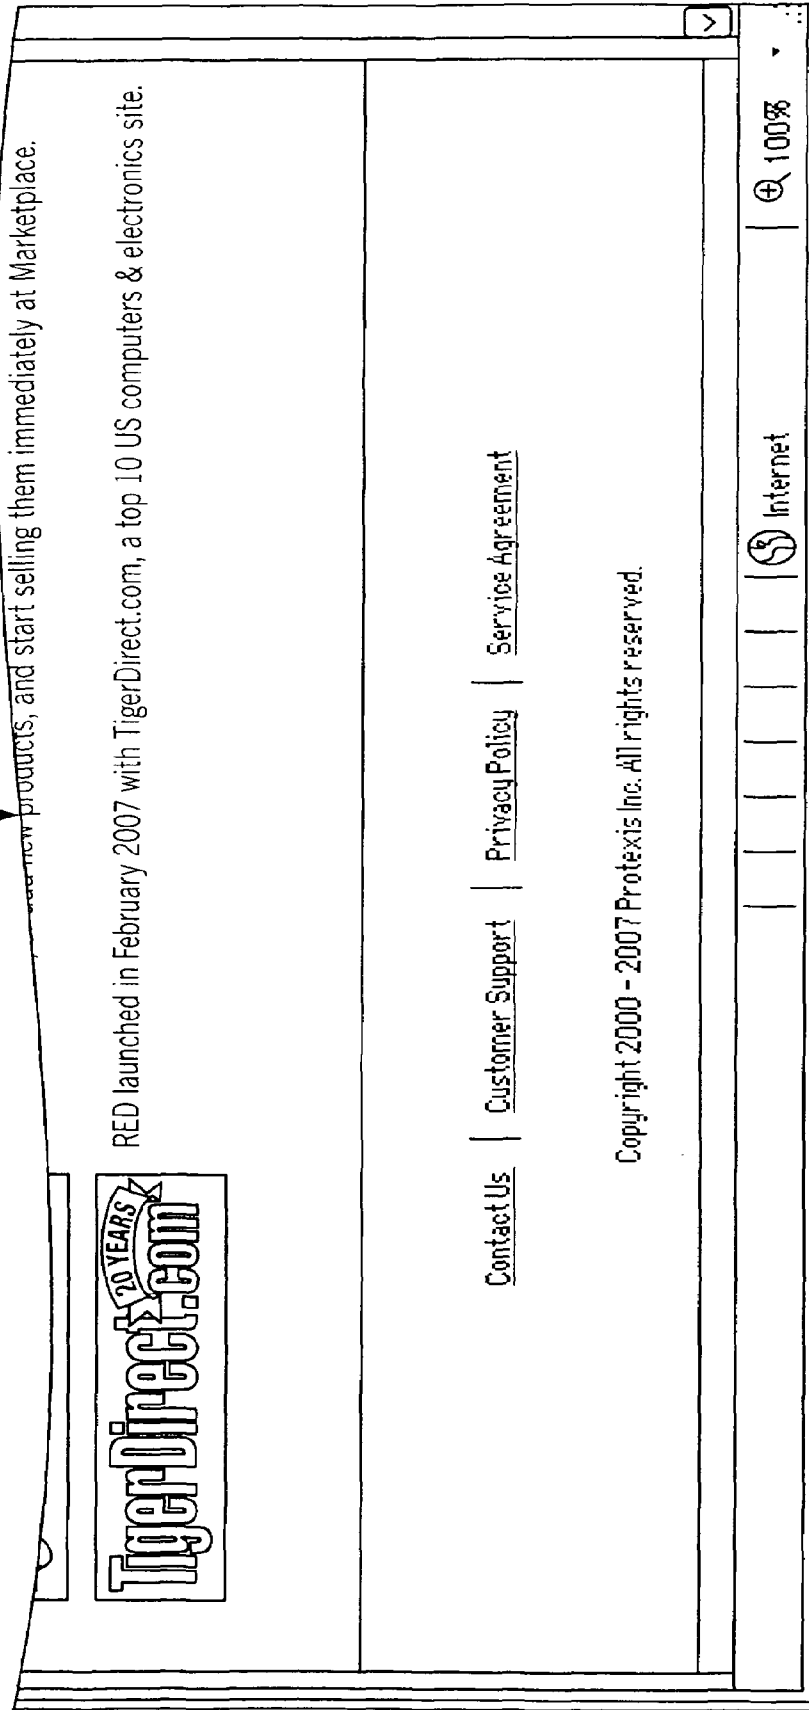 new products, and start selling them immediately at Marketplace.
TigerDirect.com
20 YEARS
RED launched in February 2007 with TigerDirect.com, a top 10 US computers & electronics site.
Contact Us | Customer Support | Privacy Policy | Service Agreement
Copyright 2000 - 2007 Protexis Inc. All rights reserved.
Internet
100%